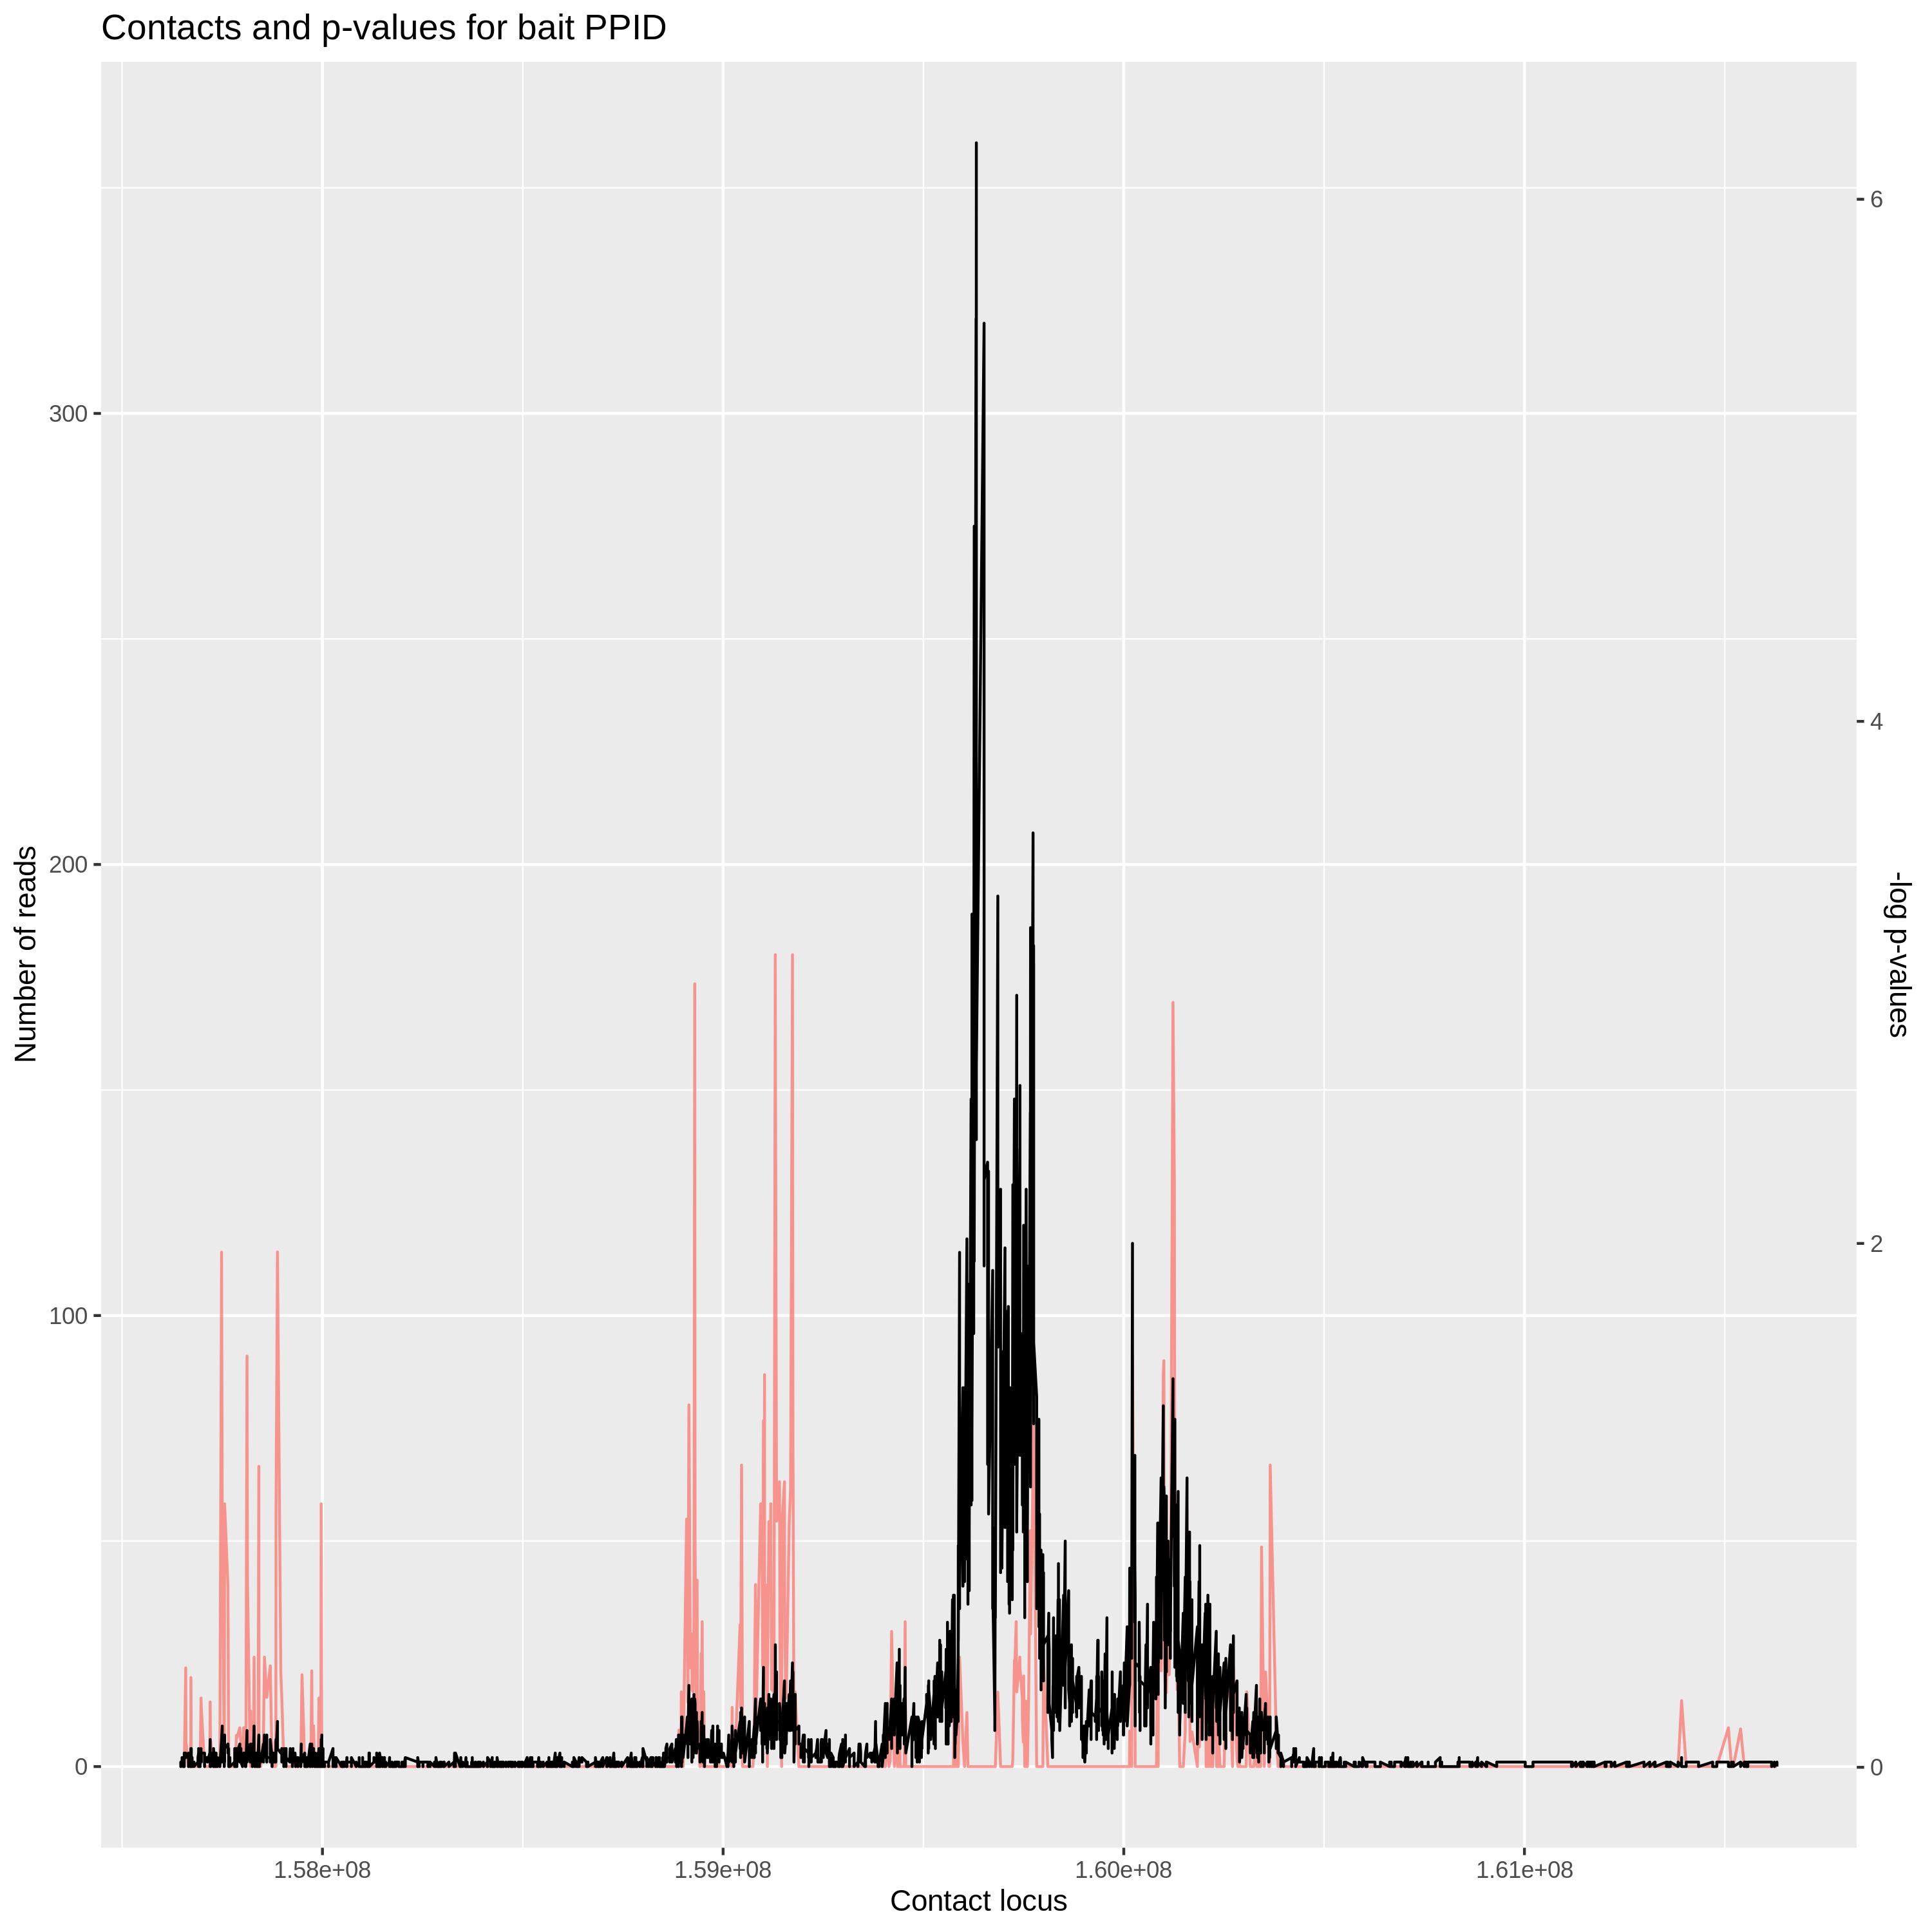 Contacts and p-values for bait PPID
Number of reads
300
200
100
0
6
4
2
0
-log p-values
1.58e+08
1.59e+08
1.60e+08
1.61e+08
Contact locus